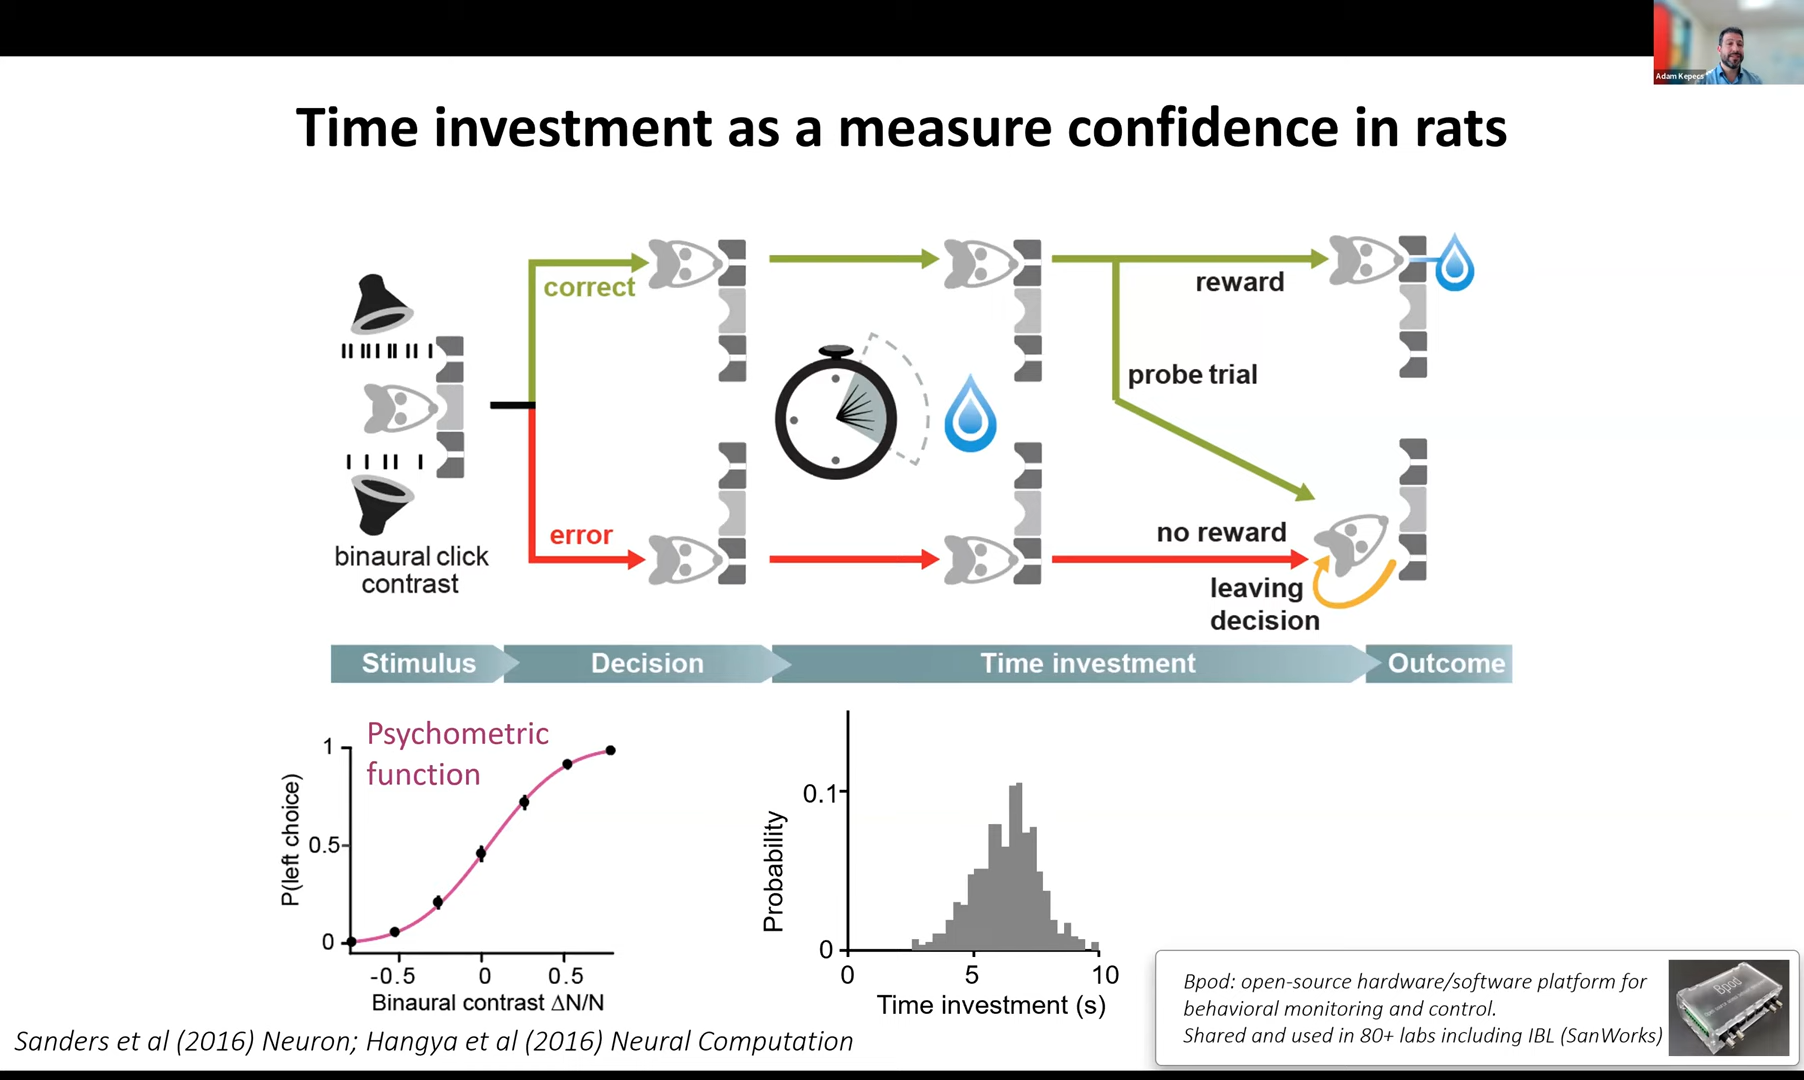 Adam Kepecs
Time investment as a measure confidence in rats
correct
reward
probe trial
error
no reward
leaving
decision
binaural click
contrast
Stimulus
Decision
Time investment
Outcome
Psychometric
function
P(left choice)
1
0.5
0
-0.5
0
0.5
Binaural contrast ΔN/N
Probability
0.1
0
0
5
10
Time investment (s)
Bpod: open-source hardware/software platform for
behavioral monitoring and control.
Shared and used in 80+ labs including IBL (SanWorks)
Bpod
Sanders et al (2016) Neuron; Hangya et al (2016) Neural Computation